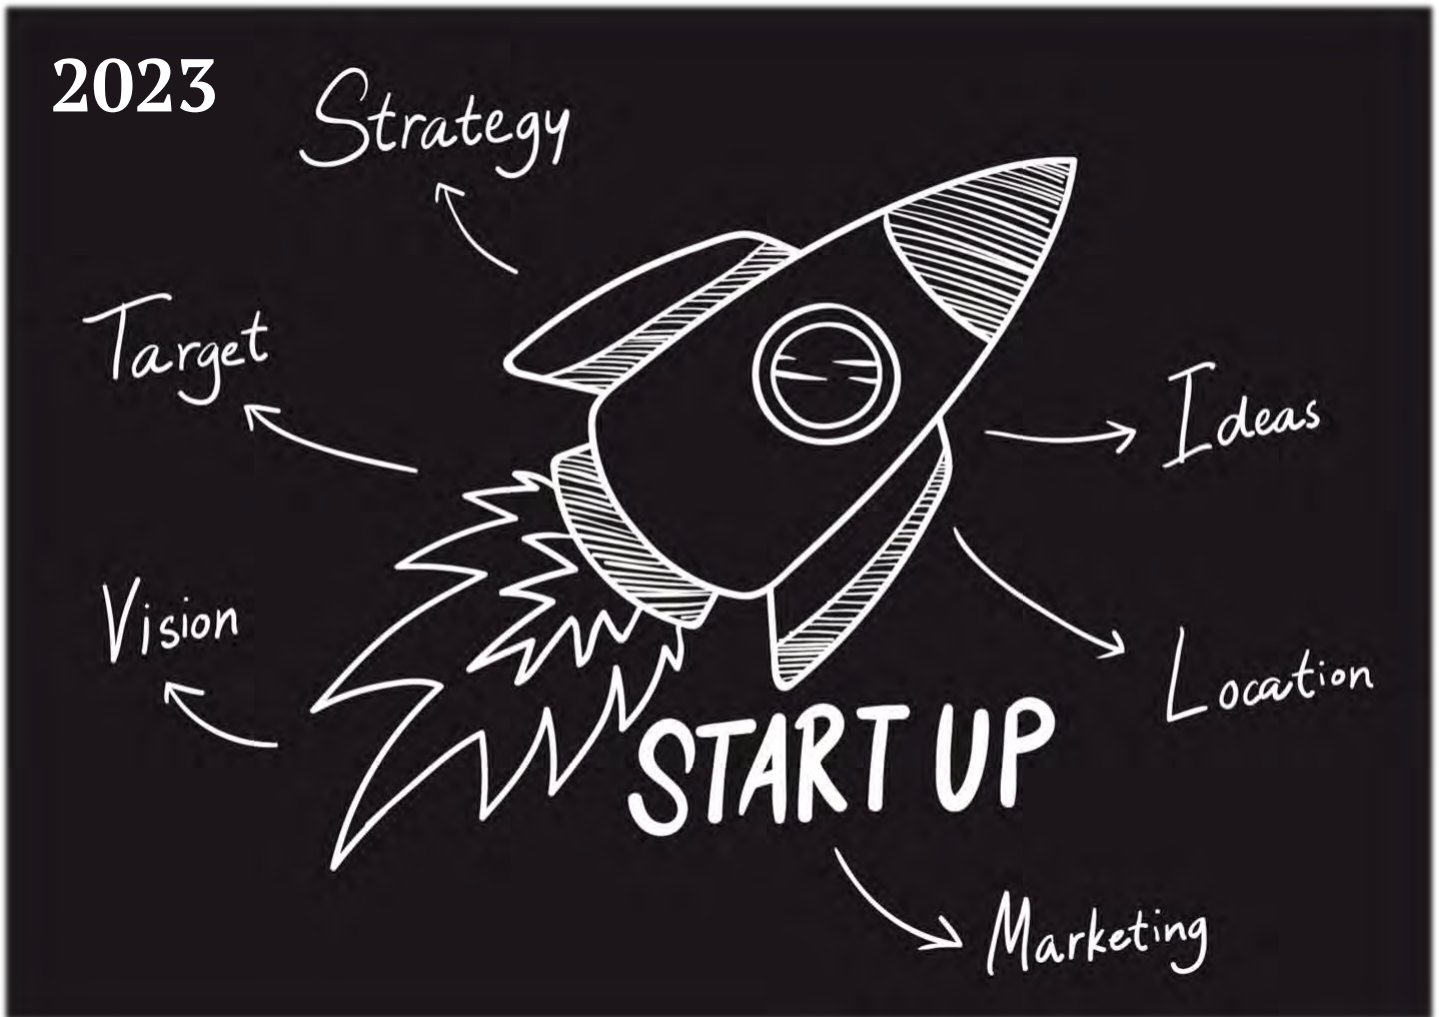 2023
Strategy
Target
Ideas
Vision
Location
START UP
Marketing